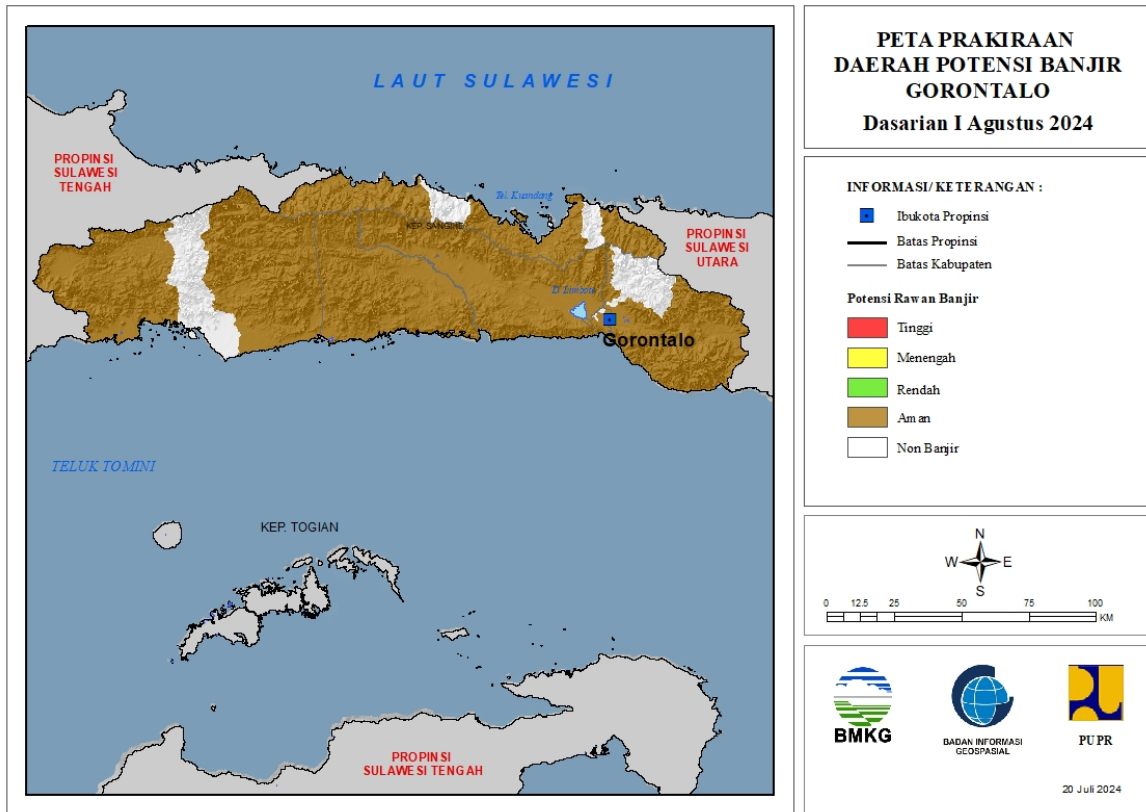 LAUT SULAWESI
PROPINSI
SULAWESI
TENGAH
Tel. Kuandang
KEP. SANGIHE
PROPINSI
SULAWESI
UTARA
D. Limboto
Gorontalo
TELUK TOMINI
KEP. TOGIAN
PROPINSI
SULAWESI TENGAH
PETA PRAKIRAAN
DAERAH POTENSI BANJIR
GORONTALO
Dasarian I Agustus 2024
INFORMASI/ KETERANGAN :
Ibukota Propinsi
Batas Propinsi
Batas Kabupaten
Potensi Rawan Banjir
Tinggi
Menengah
Rendah
Aman
Non Banjir
N
W E
S
0 12.5 25 50 75 100
KM
BMKG
BADAN INFORMASI
GEOSPASIAL
PUPR
20 Juli 2024